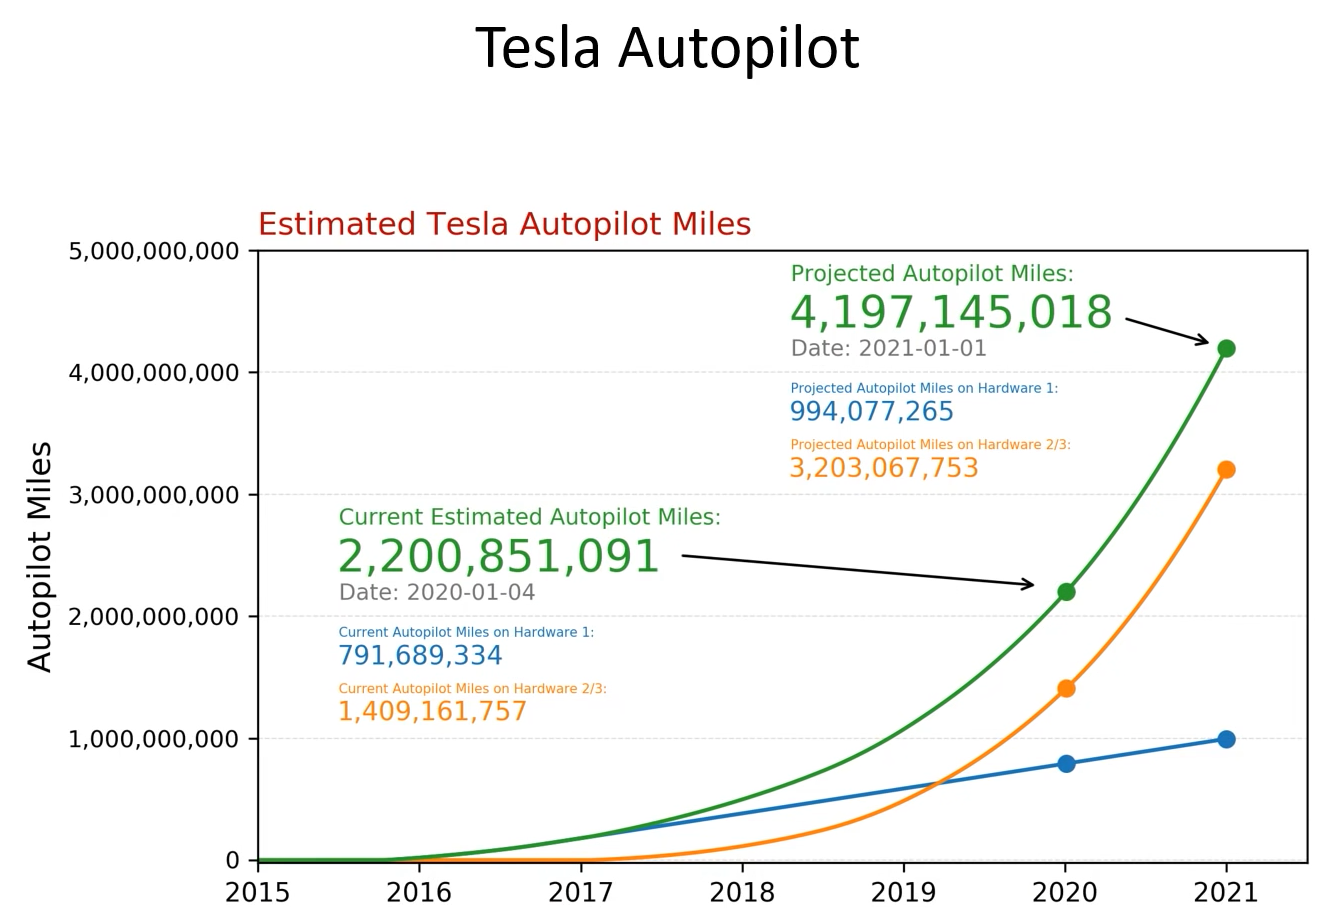 Tesla Autopilot
Estimated Tesla Autopilot Miles
5,000,000,000
4,000,000,000
3,000,000,000
2,000,000,000
1,000,000,000
0
Autopilot Miles
Projected Autopilot Miles:
4,197,145,018
Date: 2021-01-01
Projected Autopilot Miles on Hardware 1:
994,077,265
Projected Autopilot Miles on Hardware 2/3:
3,203,067,753
Current Estimated Autopilot Miles:
2,200,851,091
Date: 2020-01-04
Current Autopilot Miles on Hardware 1:
791,689,334
Current Autopilot Miles on Hardware 2/3:
1,409,161,757
2015 2016 2017 2018 2019 2020 2021